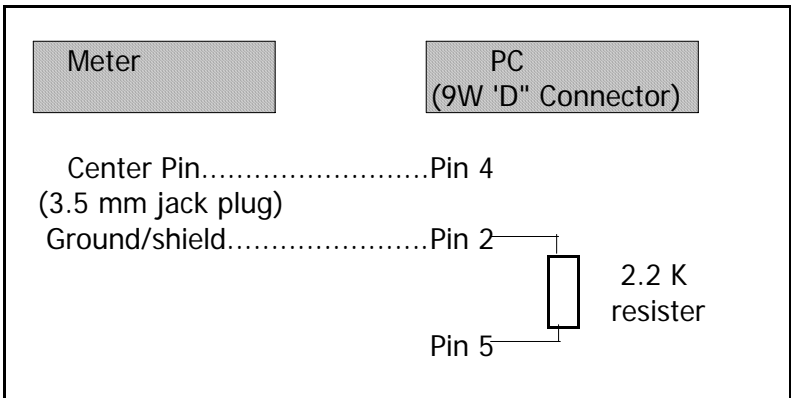 Meter
PC
(9W 'D" Connector)
Center Pin..........................Pin 4
(3.5 mm jack plug)
Ground/shield.......................Pin 2
2.2 K
resister
Pin 5